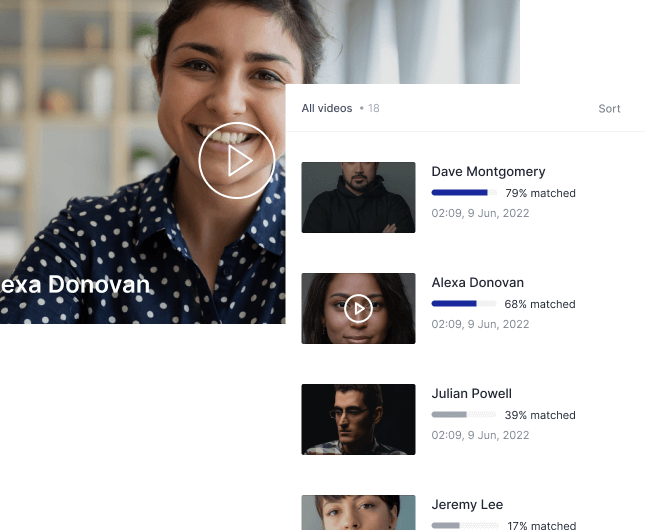 exa Donovan
All videos • 18
Sort
Dave Montgomery
79% matched
02:09, 9 Jun, 2022
Alexa Donovan
68% matched
02:09, 9 Jun, 2022
Julian Powell
39% matched
02:09, 9 Jun, 2022
Jeremy Lee
17% matched